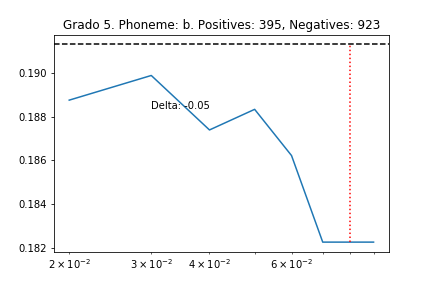 Grado 5. Phoneme: b. Positives: 395, Negatives: 923
0.190
Delta: -0.05
0.188
0.186
0.184
0.182
2 × 10⁻² 3 × 10⁻² 4 × 10⁻² 6 × 10⁻²